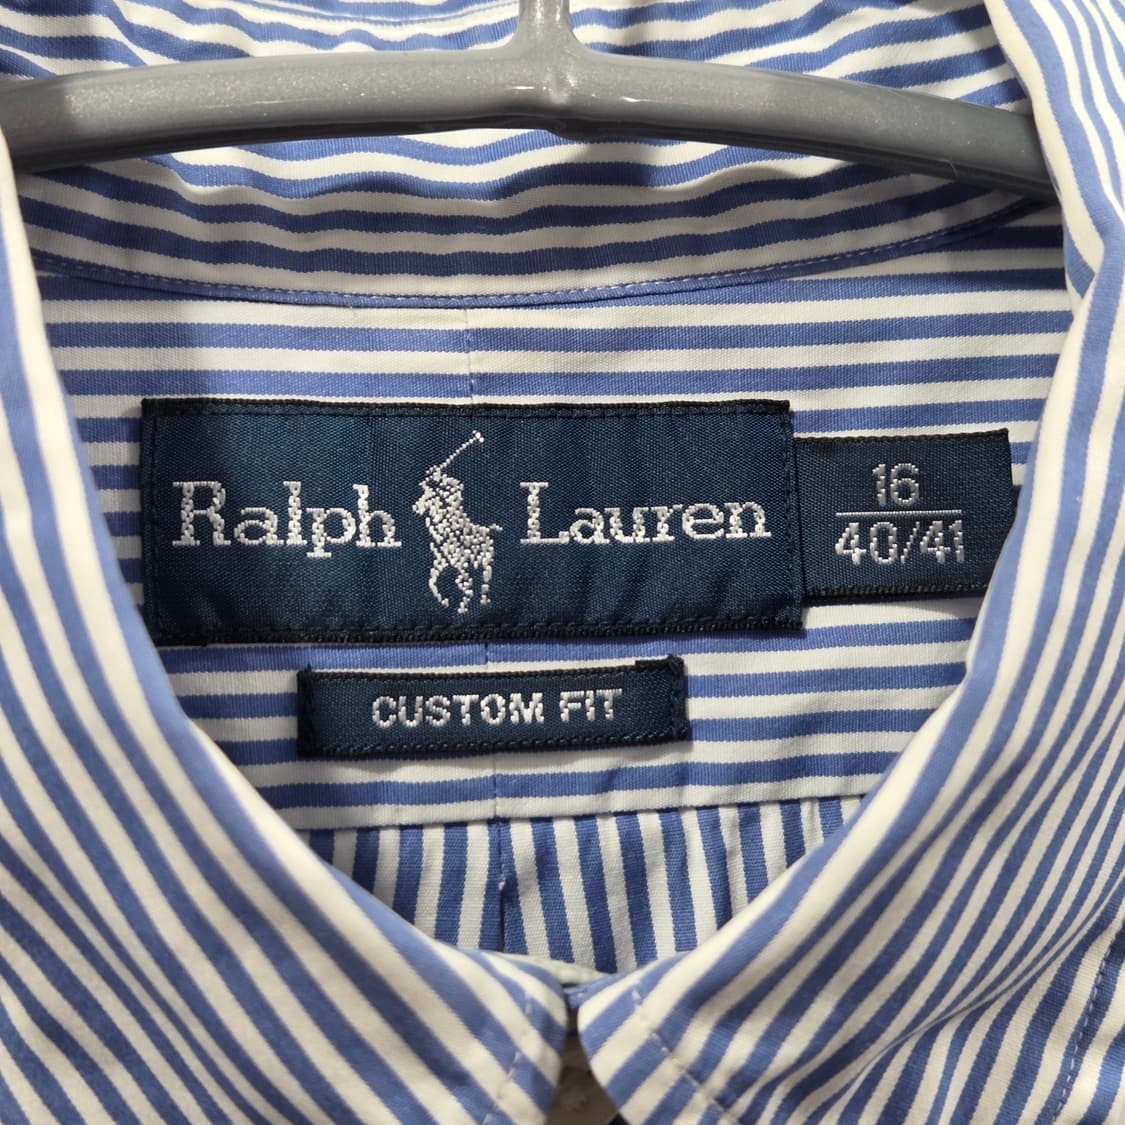 Ralph Lauren
16
40/41
CUSTOM FIT